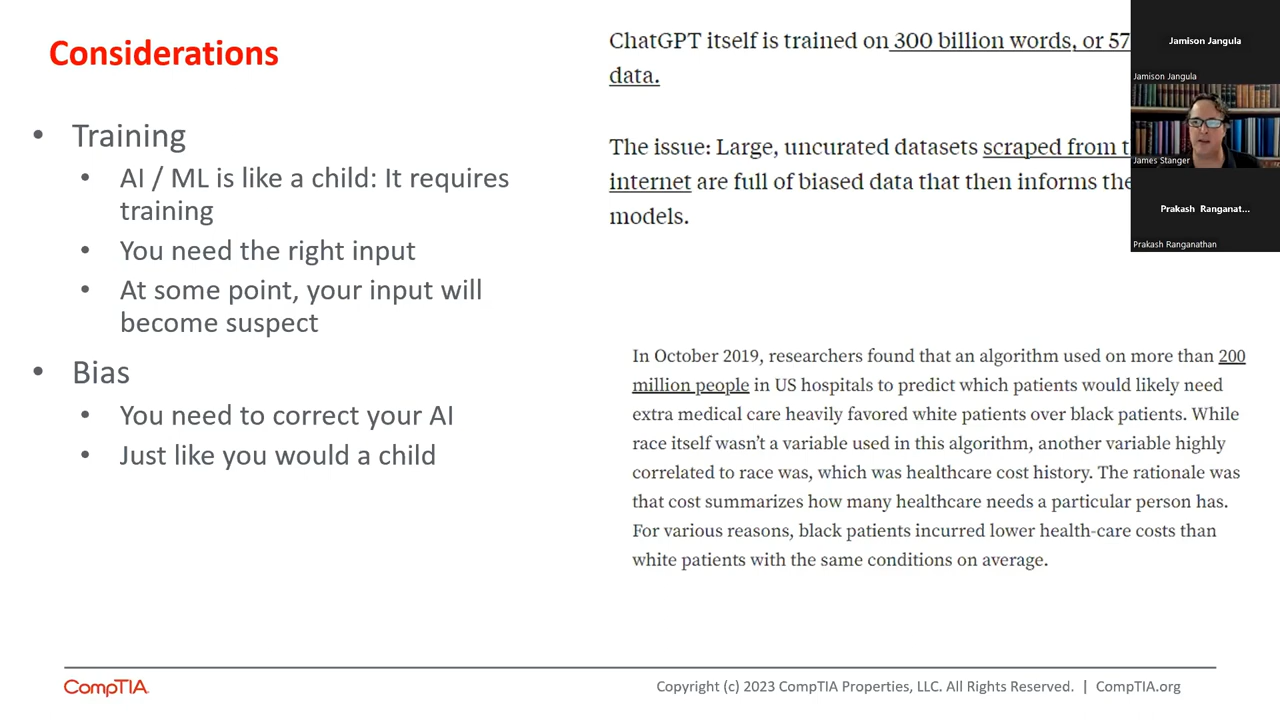 Considerations
• Training
• AI / ML is like a child: It requires
training
• You need the right input
• At some point, your input will
become suspect
• Bias
• You need to correct your AI
• Just like you would a child
ChatGPT itself is trained on 300 billion words, or 57
data.
The issue: Large, uncurated datasets scraped from t
internet are full of biased data that then informs the
models.
In October 2019, researchers found that an algorithm used on more than 200
million people in US hospitals to predict which patients would likely need
extra medical care heavily favored white patients over black patients. While
race itself wasn't a variable used in this algorithm, another variable highly
correlated to race was, which was healthcare cost history. The rationale was
that cost summarizes how many healthcare needs a particular person has.
For various reasons, black patients incurred lower health-care costs than
white patients with the same conditions on average.
Jamison Jangula
Jamison Jangula
James Stanger
Prakash Ranganat...
Prakash Ranganathan
CompTIA.
Copyright (c) 2023 CompTIA Properties, LLC. All Rights Reserved. | CompTIA.org